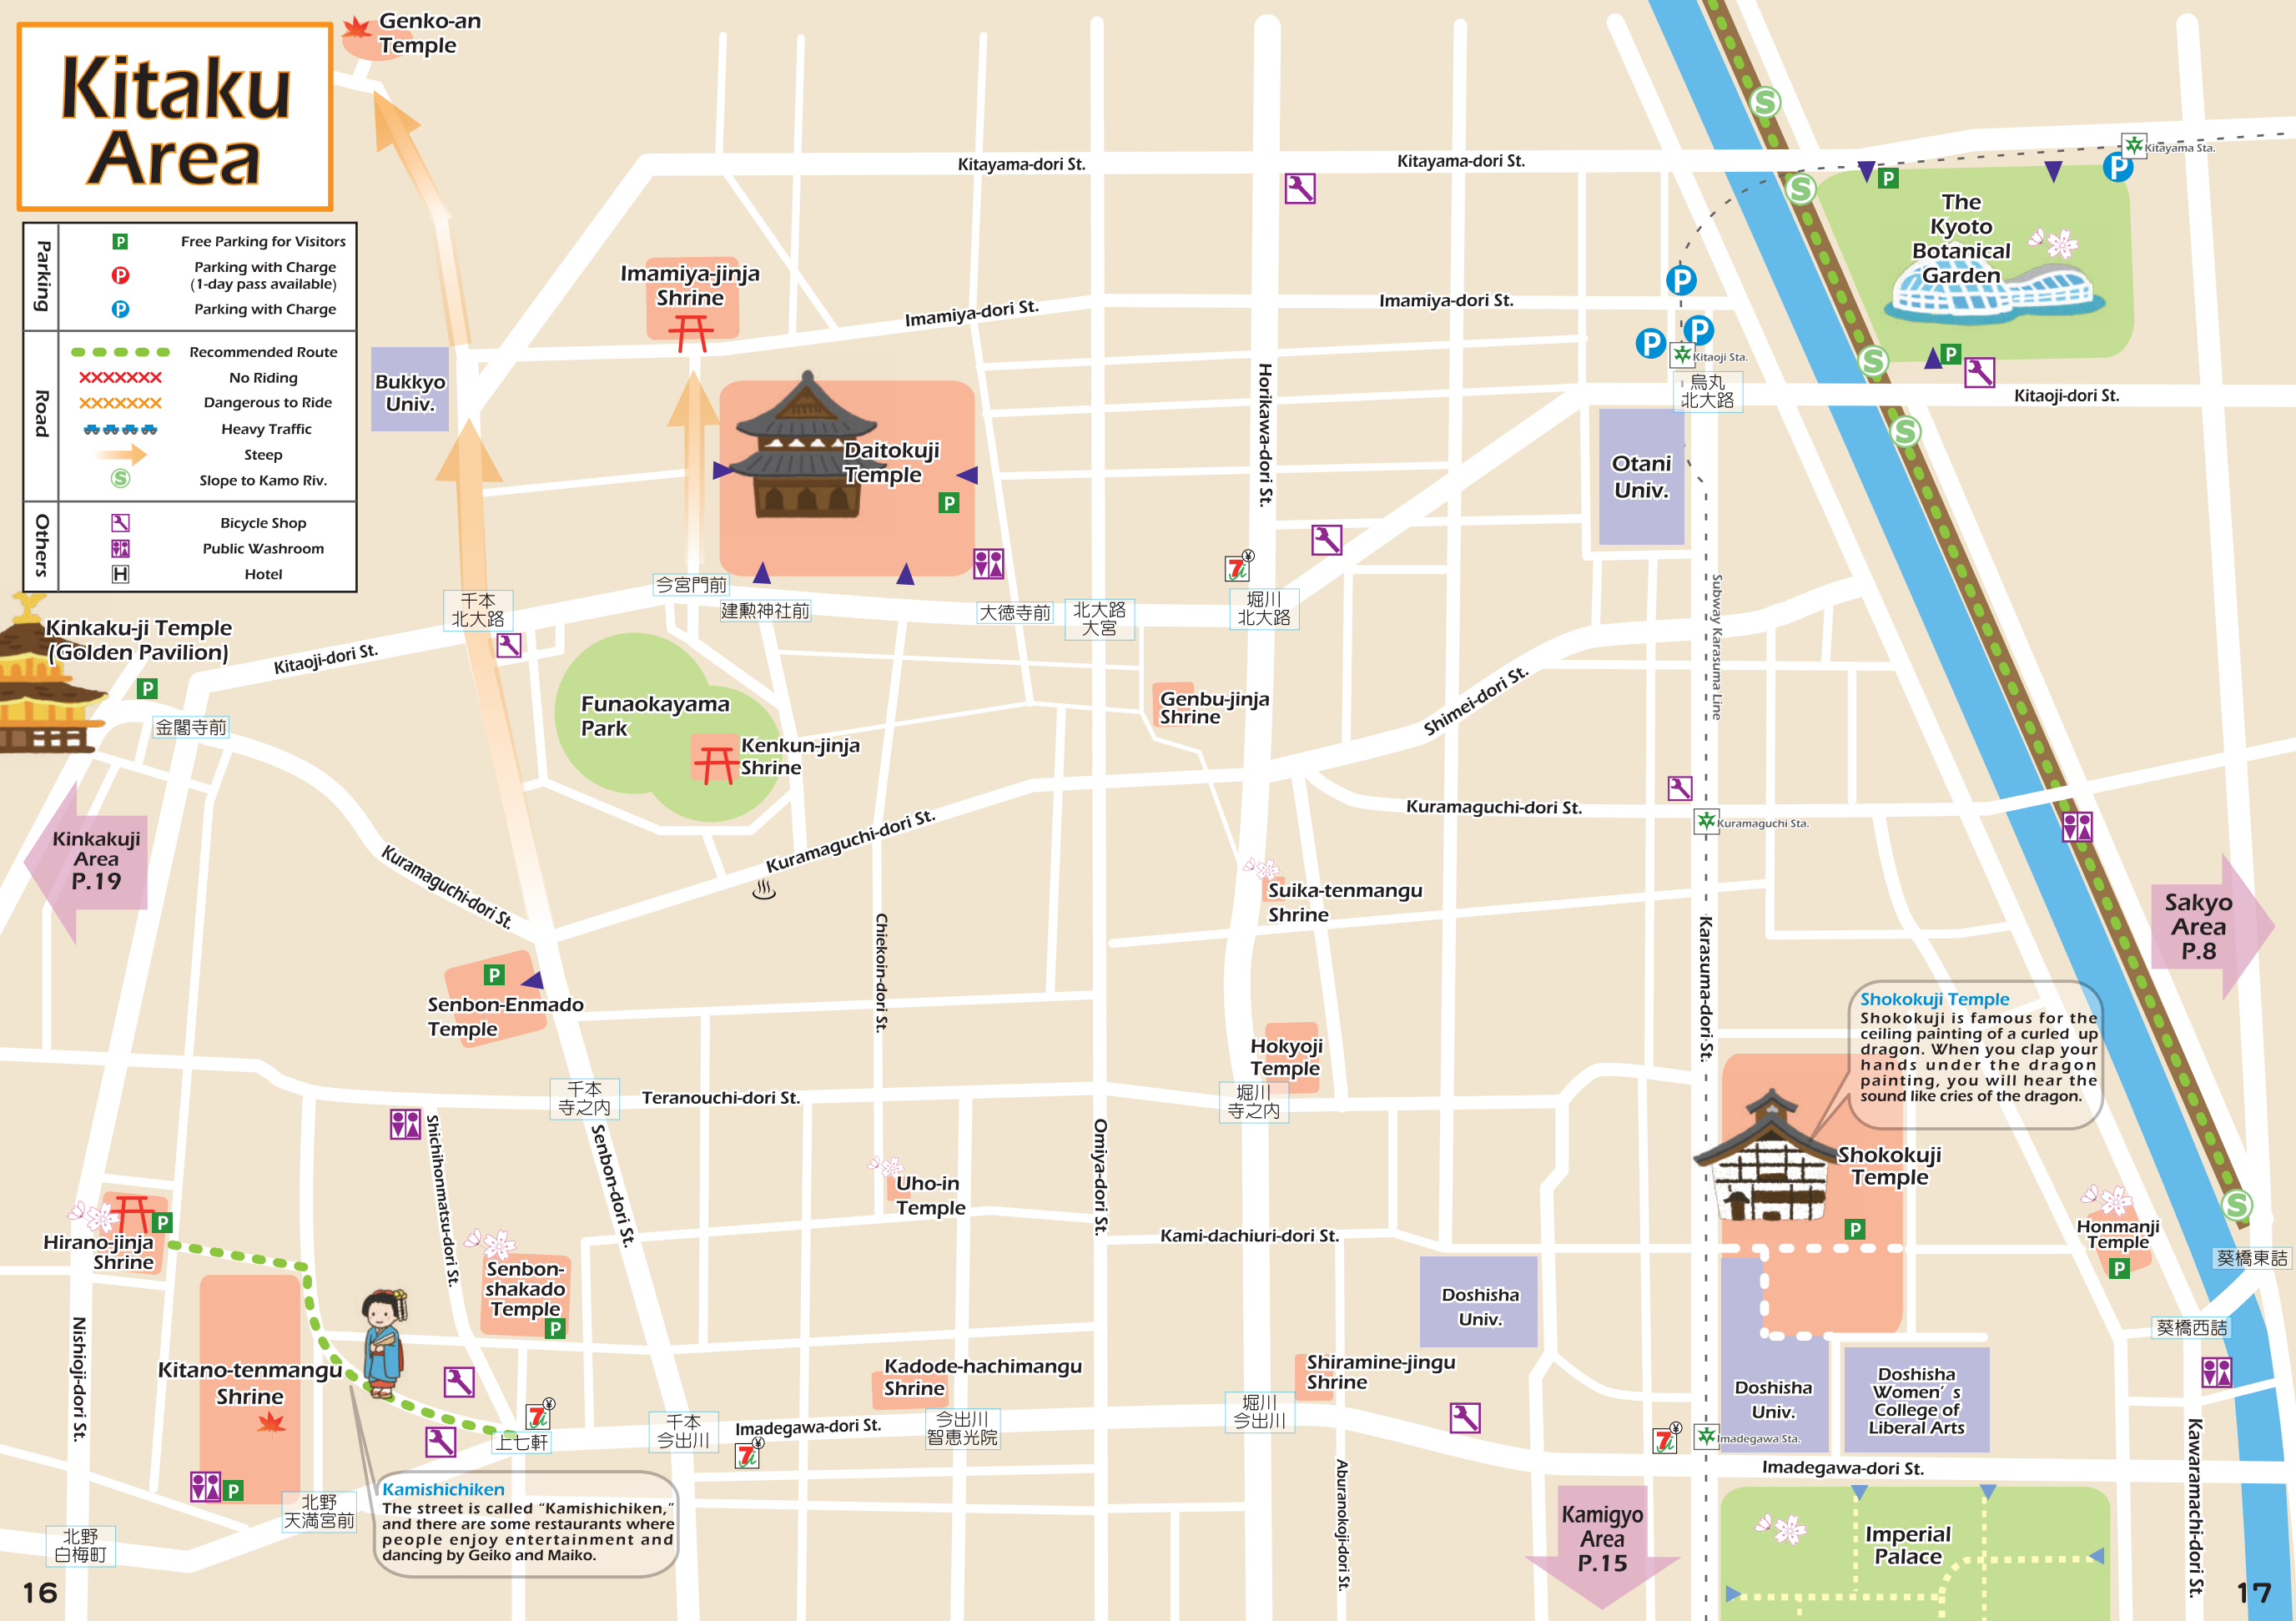 Kitaku
Area
Genko-an
Temple
Parking
P
Free Parking for Visitors
P
Parking with Charge
(1-day pass available)
P
Parking with Charge
Road
Recommended Route
No Riding
Dangerous to Ride
Heavy Traffic
Steep
S
Slope to Kamo Riv.
Others
Bicycle Shop
Public Washroom
H
Hotel
Kitayama-dori St.
Kitayama-dori St.
Kitayama Sta.
P
P
S
S
The
Kyoto
Botanical
Garden
Imamiya-jinja
Shrine
Imamiya-dori St.
Imamiya-dori St.
P
P
P
Kitaoji Sta.
烏丸
北大路
S
P
Kitaoji-dori St.
S
Bukkyo
Univ.
Daitokuji
Temple
P
Horikawa-dori St.
Otani
Univ.
Subway Karasuma Line
今宮門前
建勲神社前
大徳寺前
北大路
大宮
7i
¥
堀川
北大路
千本
北大路
Kinkaku-ji Temple
(Golden Pavilion)
P
Kitaoji-dori St.
金閣寺前
Funaokayama
Park
Kenkun-jinja
Shrine
Genbu-jinja
Shrine
Shimei-dori St.
Kuramaguchi-dori St.
Kuramaguchi Sta.
Kinkakuji
Area
P.19
Kuramaguchi-dori St.
Kuramaguchi-dori St.
Suika-tenmangu
Shrine
Chiekoin-dori St.
Karasuma-dori St.
Sakyo
Area
P.8
P
Senbon-Enmado
Temple
Hokyoji
Temple
Shokokuji Temple
Shokokuji is famous for the
ceiling painting of a curled up
dragon. When you clap your
hands under the dragon
painting, you will hear the
sound like cries of the dragon.
千本
寺之内
Teranouchi-dori St.
堀川
寺之内
Shichihonmatsu-dori St.
Senbon-dori St.
Omiya-dori St.
Uho-in
Temple
Shokokuji
Temple
P
S
Hirano-jinja
Shrine
P
Kami-dachiuri-dori St.
Honmanji
Temple
P
葵橋東詰
葵橋西詰
Senbon-
shakado
Temple
P
Doshisha
Univ.
Nishioji-dori St.
Kitano-tenmangu
Shrine
Kadode-hachimangu
Shrine
Shiramine-jingu
Shrine
Doshisha
Univ.
Doshisha
Women's
College of
Liberal Arts
7i
¥
上七軒
千本
今出川
Imadegawa-dori St.
7i
¥
今出川
智恵光院
堀川
今出川
7i
¥
Imadegawa Sta.
Imadegawa-dori St.
Aburanokoji-dori St.
Kawaramachi-dori St.
P
北野
天満宮前
北野
白梅町
Kamishichiken
The street is called “Kamishichiken,”
and there are some restaurants where
people enjoy entertainment and
dancing by Geiko and Maiko.
Kamigyo
Area
P.15
Imperial
Palace
16
17